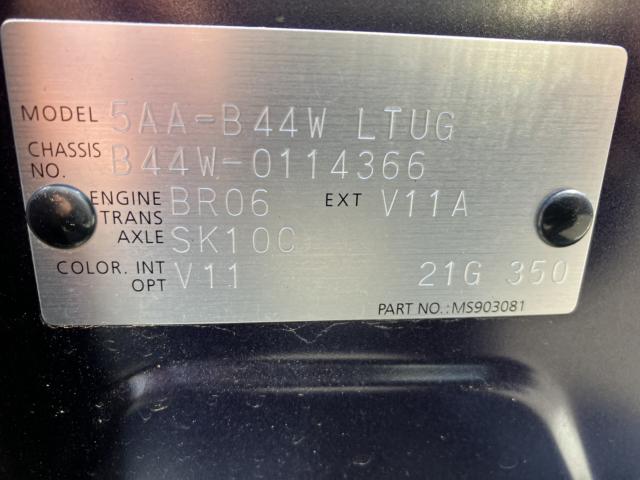 MODEL 5AA-B44W LTUG
CHASSIS NO. B44W-0114366
ENGINE BR06 EXT V11A
TRANS
AXLE SK10C
COLOR. INT V11 21G 350
OPT
PART NO.:MS903081